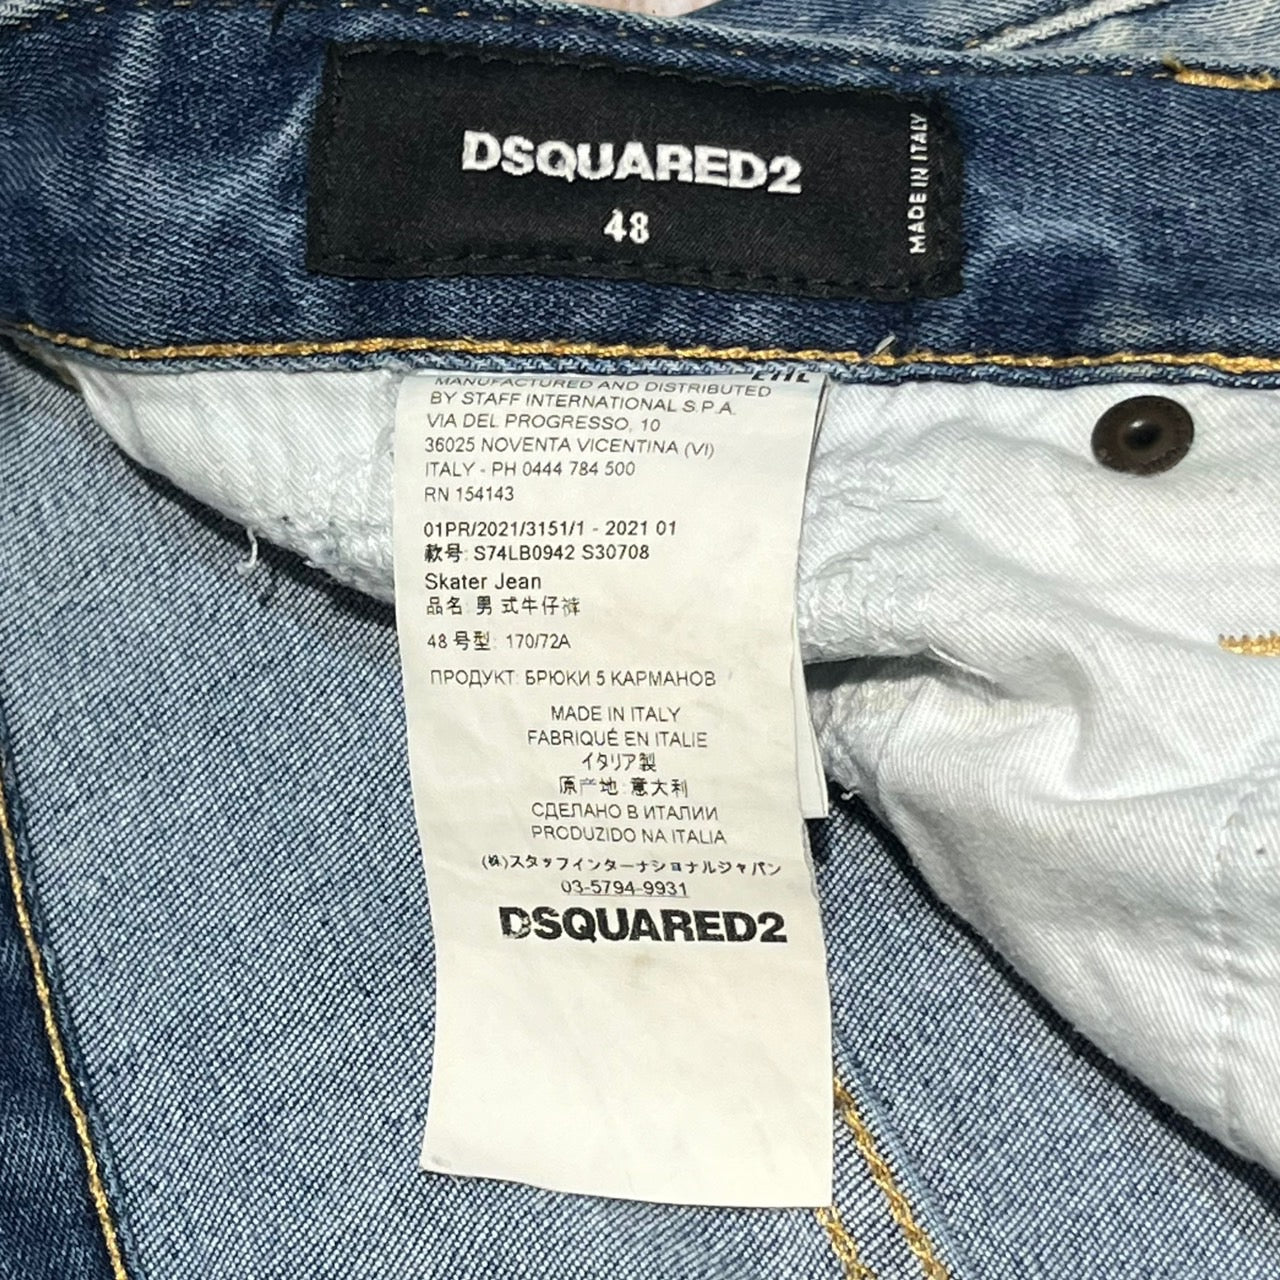 DSQUARED2
48
MADE IN ITALY
MANUFACTURED AND DISTRIBUTED
BY STAFF INTERNATIONAL S.P.A.
VIA DEL PROGRESSO, 10
36025 NOVENTA VICENTINA (VI)
ITALY - PH 0444 784 500
RN 154143
01PR/2021/3151/1 - 2021 01
款号: S74LB0942 S30708
Skater Jean
品名: 男式牛仔裤
48 号型: 170/72A
ПРОДУКТ: БРЮКИ 5 КАРМАНОВ
MADE IN ITALY
FABRIQUÉ EN ITALIE
イタリア製
原产地:意大利
СДЕЛАНО В ИТАЛИИ
PRODUZIDO NA ITALIA
(株)スタッフインターナショナルジャパン
03-5794-9931
DSQUARED2